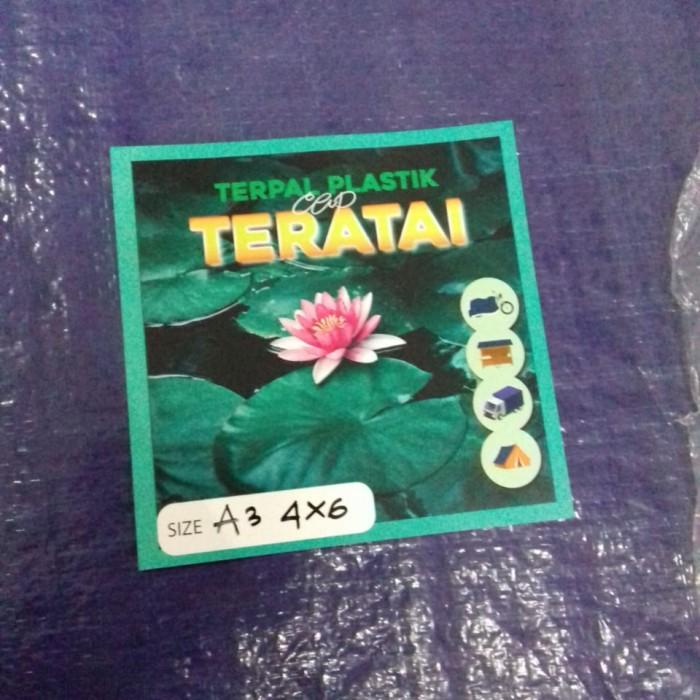 TERPAL PLASTIK
Cap
TERATAI
SIZE A3 4X6